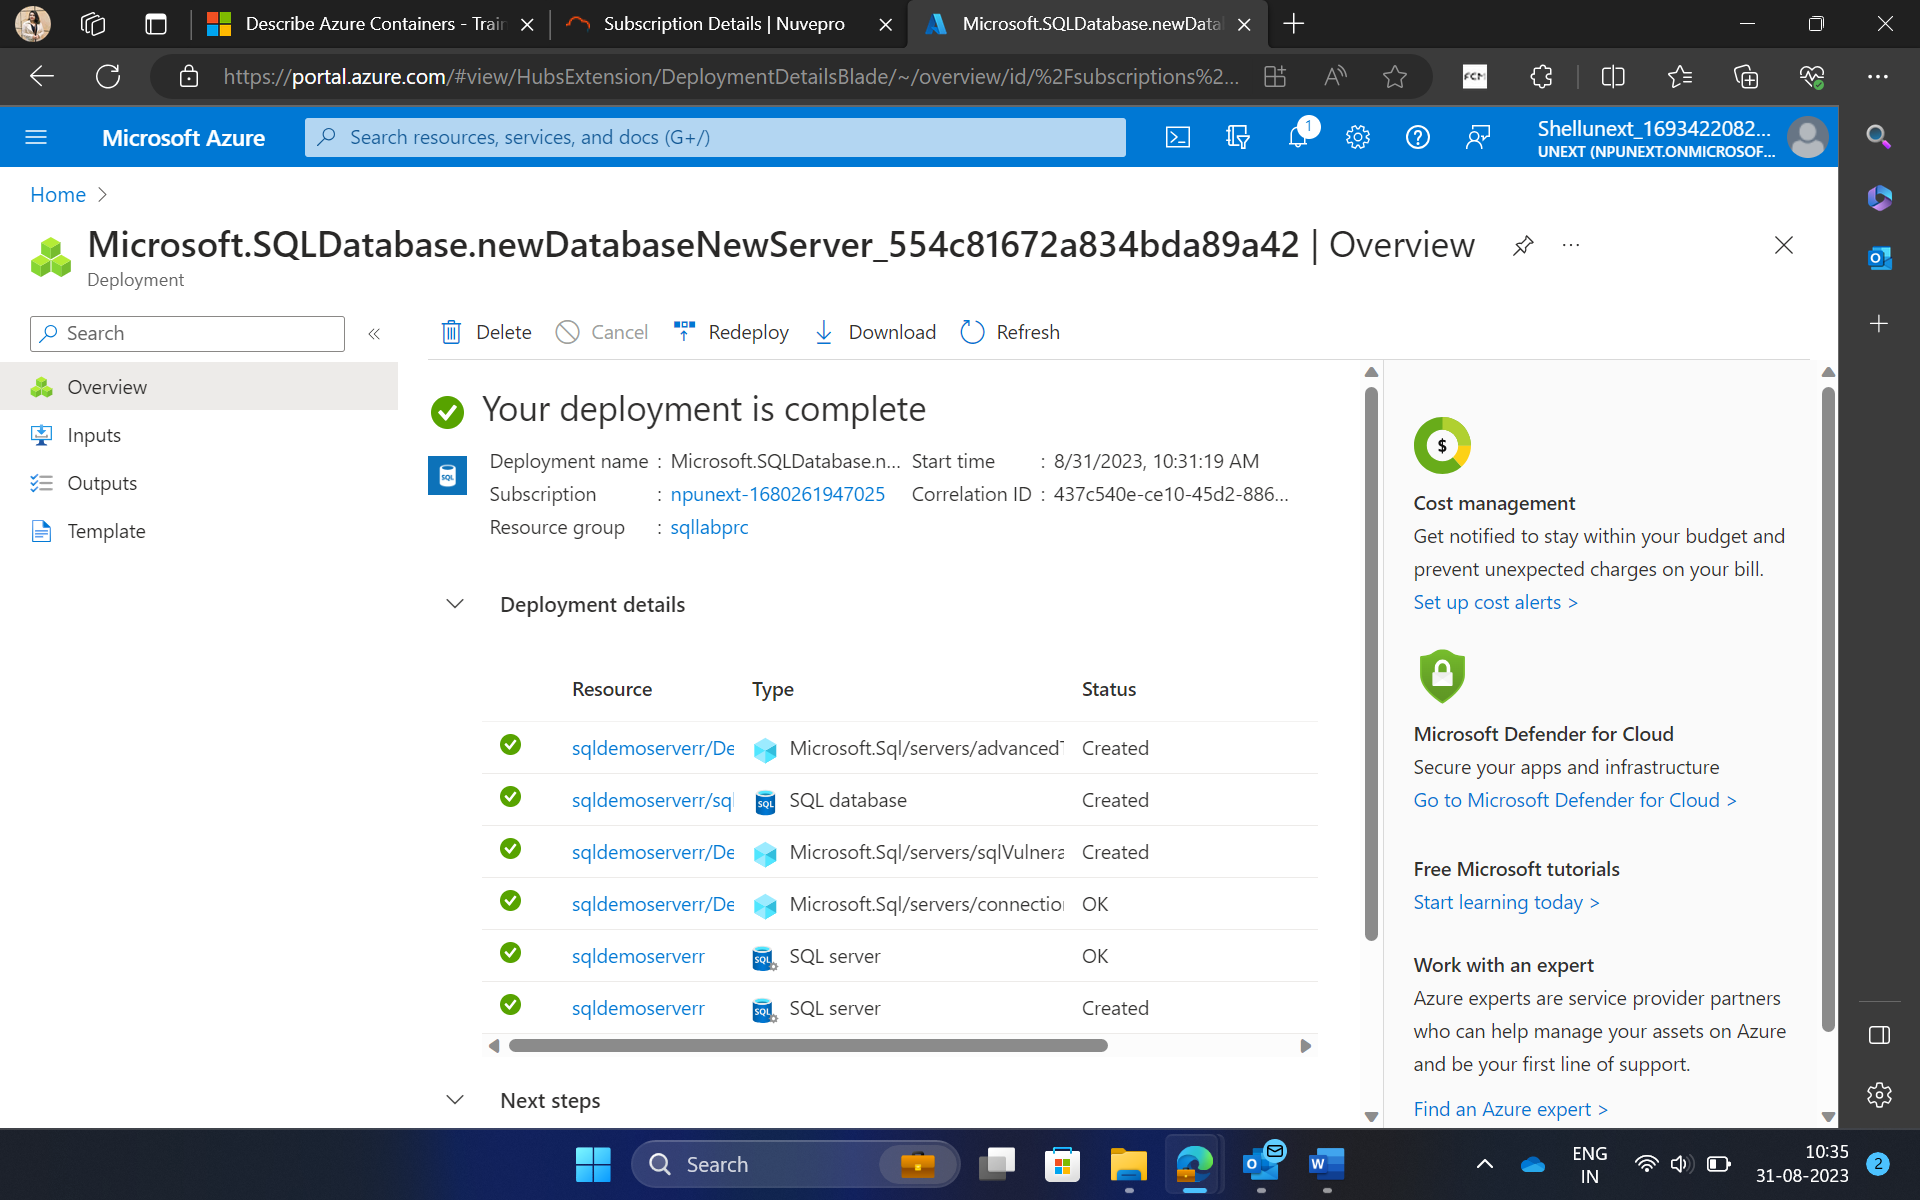 Describe Azure Containers - Train
Subscription Details | Nuvepro
Microsoft.SQLDatabase.newDatal
https://portal.azure.com/#view/HubsExtension/DeploymentDetailsBlade/~/overview/id/%2Fsubscriptions%2...
FCM
Microsoft Azure
Search resources, services, and docs (G+/)
1
Shellunext_1693422082...
UNEXT (NPUNEXT.ONMICROSOF...
Home >
Microsoft.SQLDatabase.newDatabaseNewServer_554c81672a834bda89a42 | Overview
Deployment
Search
Overview
Inputs
Outputs
Template
Delete
Cancel
Redeploy
Download
Refresh
Your deployment is complete
Deployment name : Microsoft.SQLDatabase.n...
Subscription : npunext-1680261947025
Resource group : sqllabprc
Start time : 8/31/2023, 10:31:19 AM
Correlation ID : 437c540e-ce10-45d2-886...
Deployment details
Resource Type Status
sqldemoserverr/De Microsoft.Sql/servers/advancedT Created
sqldemoserverr/sql SQL database Created
sqldemoserverr/De Microsoft.Sql/servers/sqlVulnera Created
sqldemoserverr/De Microsoft.Sql/servers/connection OK
sqldemoserverr SQL server OK
sqldemoserverr SQL server Created
Next steps
Cost management
Get notified to stay within your budget and
prevent unexpected charges on your bill.
Set up cost alerts >
Microsoft Defender for Cloud
Secure your apps and infrastructure
Go to Microsoft Defender for Cloud >
Free Microsoft tutorials
Start learning today >
Work with an expert
Azure experts are service provider partners
who can help manage your assets on Azure
and be your first line of support.
Find an Azure expert >
Search
ENG
IN
10:35
31-08-2023
2